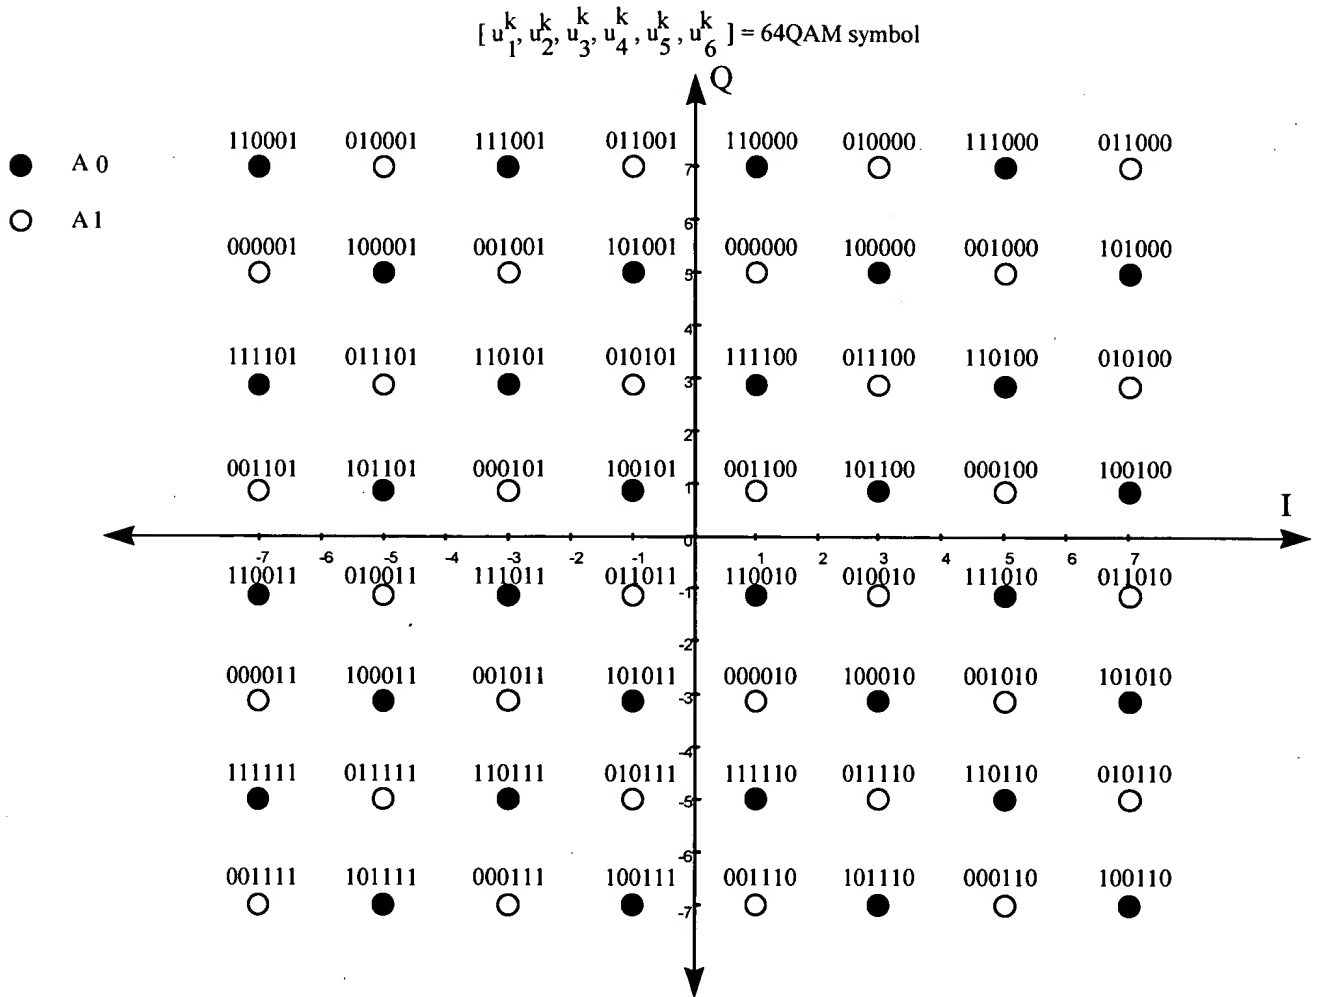 [ u₁ᵏ, u₂ᵏ, u₃ᵏ, u₄ᵏ, u₅ᵏ, u₆ᵏ ] = 64QAM symbol
Q
A 0
A 1
110001 010001 111001 011001 110000 010000 111000 011000
7
6
000001 100001 001001 101001 000000 100000 001000 101000
5
4
111101 011101 110101 010101 111100 011100 110100 010100
3
2
001101 101101 000101 100101 001100 101100 000100 100100
1
I
0
-7 -6 -5 -4 -3 -2 -1 1 2 3 4 5 6 7
110011 010011 111011 011011 110010 010010 111010 011010
-1
-2
000011 100011 001011 101011 000010 100010 001010 101010
-3
-4
111111 011111 110111 010111 111110 011110 110110 010110
-5
-6
001111 101111 000111 100111 001110 101110 000110 100110
-7